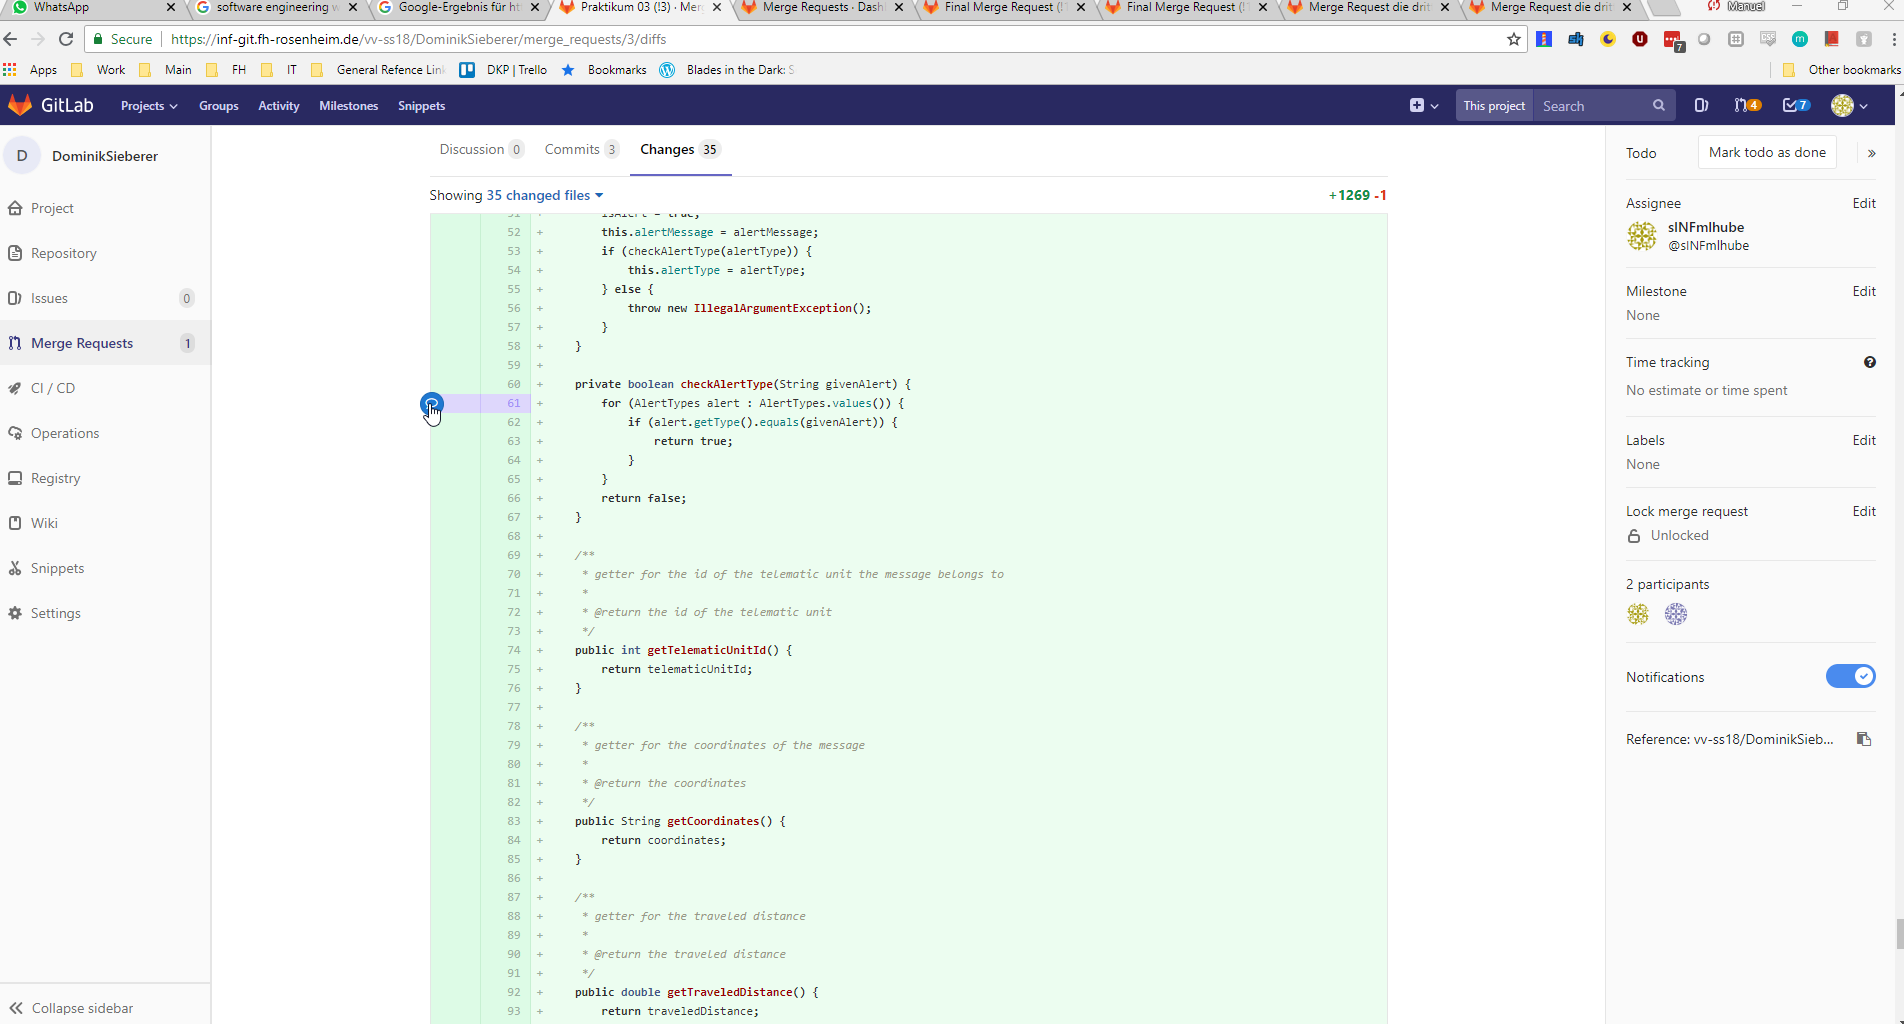 WhatsApp
software engineering w
Google-Ergebnis für ht
Praktikum 03 (!3) · Mer
Merge Requests · Dash
Final Merge Request (!
Final Merge Request (!
Merge Request die drit
Merge Request die drit
Manuel
Secure
https://inf-git.fh-rosenheim.de/vv-ss18/DominikSieberer/merge_requests/3/diffs
7
Apps
Work
Main
FH
IT
General Refence Lin
DKP | Trello
Bookmarks
Blades in the Dark: S
Other bookmarks
GitLab
Projects
Groups
Activity
Milestones
Snippets
This project
Search
4
7
D DominikSieberer
Project
Repository
Issues 0
Merge Requests 1
CI / CD
Operations
Registry
Wiki
Snippets
Settings
Collapse sidebar
Discussion 0
Commits 3
Changes 35
Showing 35 changed files
+1269 -1
51 + isAlert = true;
52 + this.alertMessage = alertMessage;
53 + if (checkAlertType(alertType)) {
54 + this.alertType = alertType;
55 + } else {
56 + throw new IllegalArgumentException();
57 + }
58 + }
59 +
60 + private boolean checkAlertType(String givenAlert) {
61 + for (AlertTypes alert : AlertTypes.values()) {
62 + if (alert.getType().equals(givenAlert)) {
63 + return true;
64 + }
65 + }
66 + return false;
67 + }
68 +
69 + /**
70 + * getter for the id of the telematic unit the message belongs to
71 + *
72 + * @return the id of the telematic unit
73 + */
74 + public int getTelematicUnitId() {
75 + return telematicUnitId;
76 + }
77 +
78 + /**
79 + * getter for the coordinates of the message
80 + *
81 + * @return the coordinates
82 + */
83 + public String getCoordinates() {
84 + return coordinates;
85 + }
86 +
87 + /**
88 + * getter for the traveled distance
89 + *
90 + * @return the traveled distance
91 + */
92 + public double getTraveledDistance() {
93 + return traveledDistance;
Todo
Mark todo as done
»
Assignee Edit
sINFmlhube
@sINFmlhube
Milestone Edit
None
Time tracking
No estimate or time spent
Labels Edit
None
Lock merge request Edit
Unlocked
2 participants
Notifications
Reference: vv-ss18/DominikSieb...